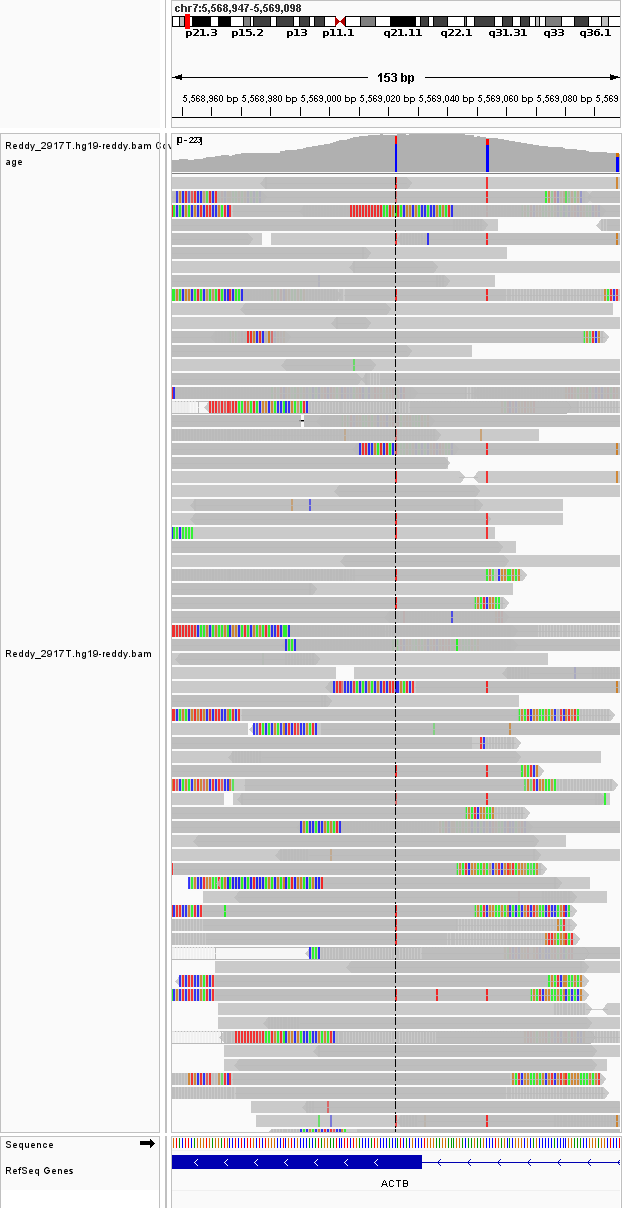 chr7:5,568,947-5,569,098
p21.3 p15.2 p13 p11.1 q21.11 q22.1 q31.31 q33 q36.1
153 bp
5,568,960 bp 5,568,980 bp 5,569,000 bp 5,569,020 bp 5,569,040 bp 5,569,060 bp 5,569,080 bp 5,569
[0 - 223]
Reddy_2917T.hg19-reddy.bam Cov
age
Reddy_2917T.hg19-reddy.bam
Sequence
RefSeq Genes
ACTB